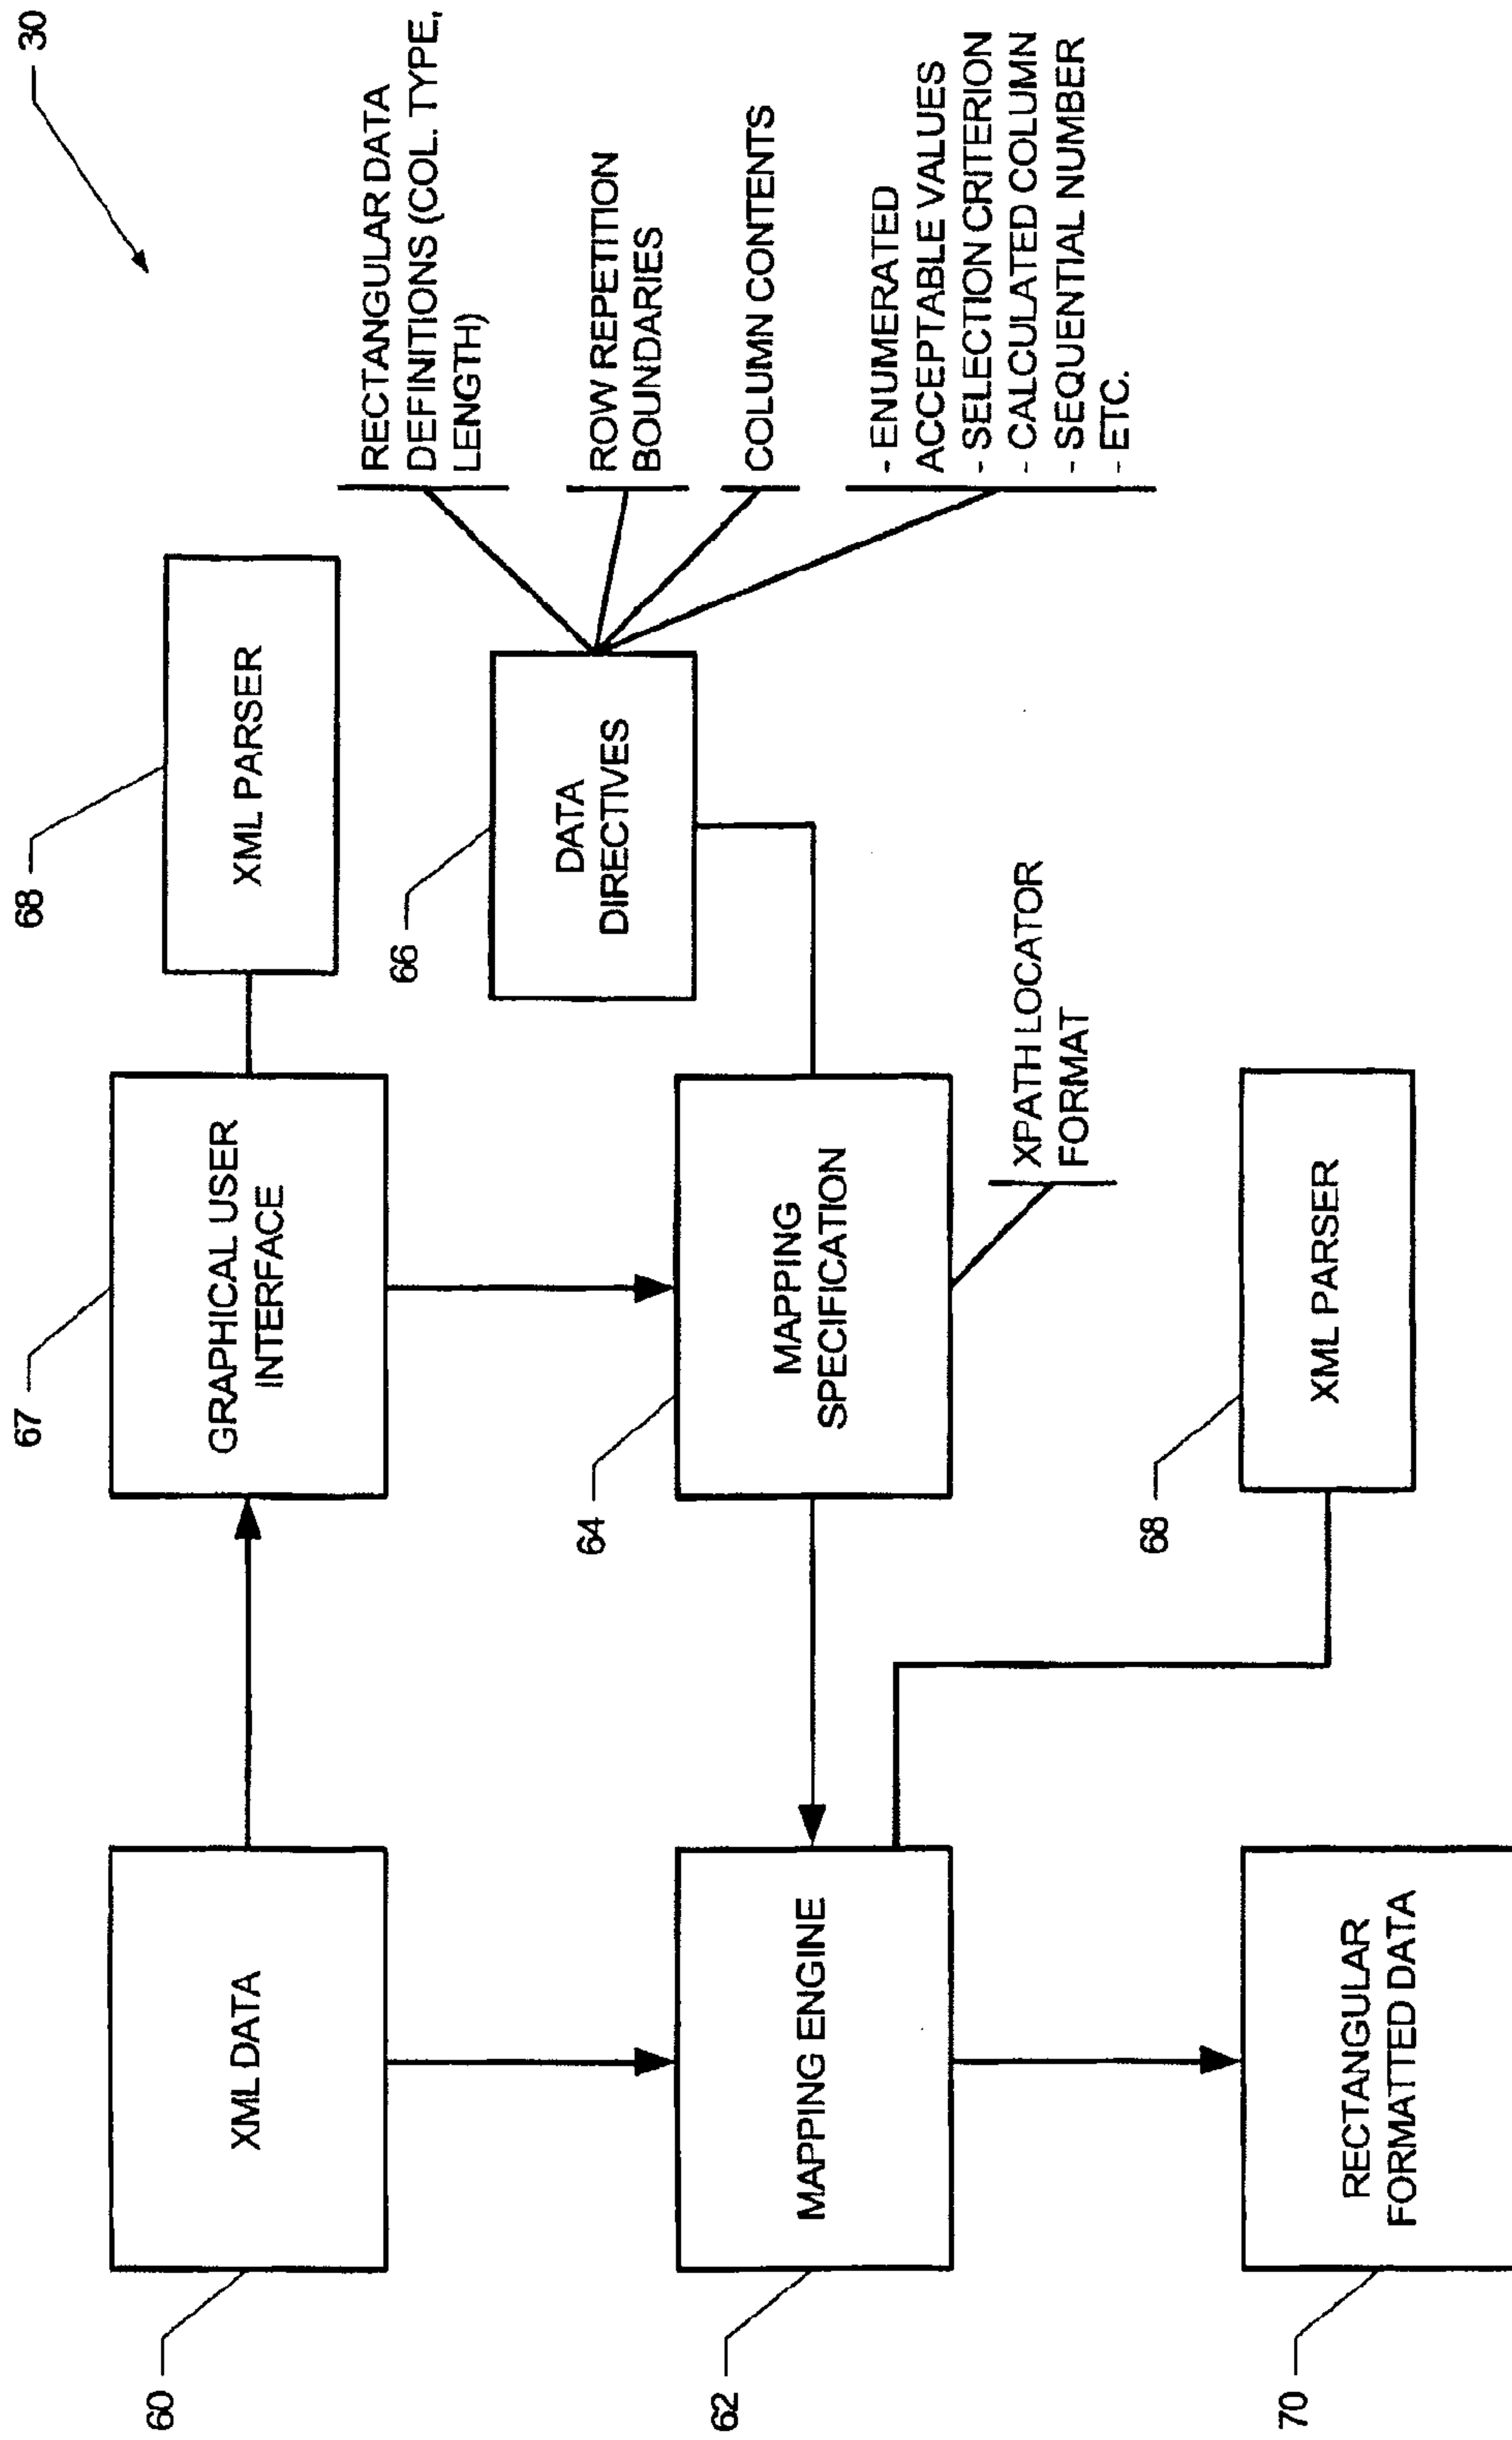 30
60
XML DATA
67
GRAPHICAL USER
INTERFACE
68
XML PARSER
RECTANGULAR DATA
DEFINITIONS (COL. TYPE,
LENGTH)
ROW REPETITION
BOUNDARIES
COLUMN CONTENTS
- ENUMERATED
ACCEPTABLE VALUES
- SELECTION CRITERION
- CALCULATED COLUMN
- SEQUENTIAL NUMBER
- ETC.
66
DATA
DIRECTIVES
62
MAPPING ENGINE
64
MAPPING
SPECIFICATION
XPATH LOCATOR
FORMAT
70
RECTANGULAR
FORMATTED DATA
68
XML PARSER